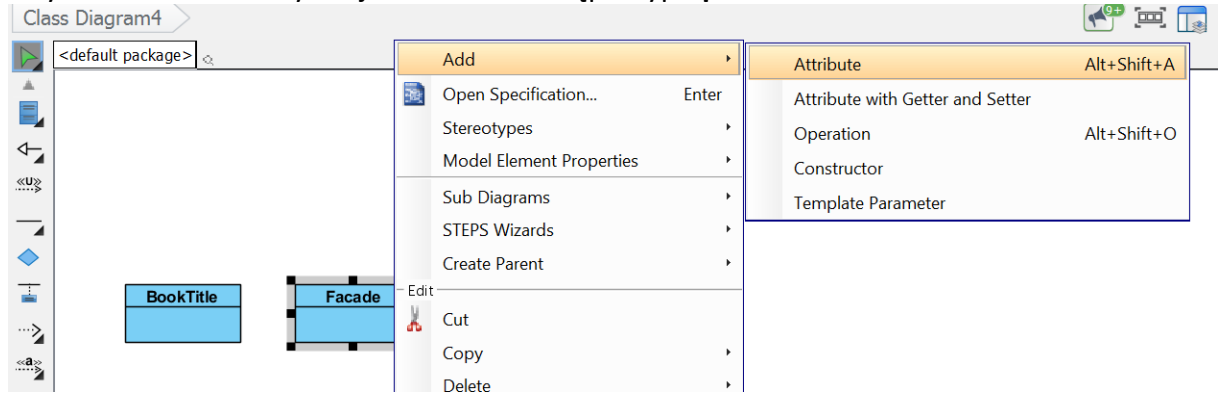 Class Diagram4
9+
<default package>
Add
Attribute Alt+Shift+A
Open Specification... Enter
Attribute with Getter and Setter
Stereotypes
Operation Alt+Shift+O
Model Element Properties
Constructor
«U»
Sub Diagrams
Template Parameter
STEPS Wizards
Create Parent
BookTitle
Facade
Edit
Cut
Copy
«a»
Delete